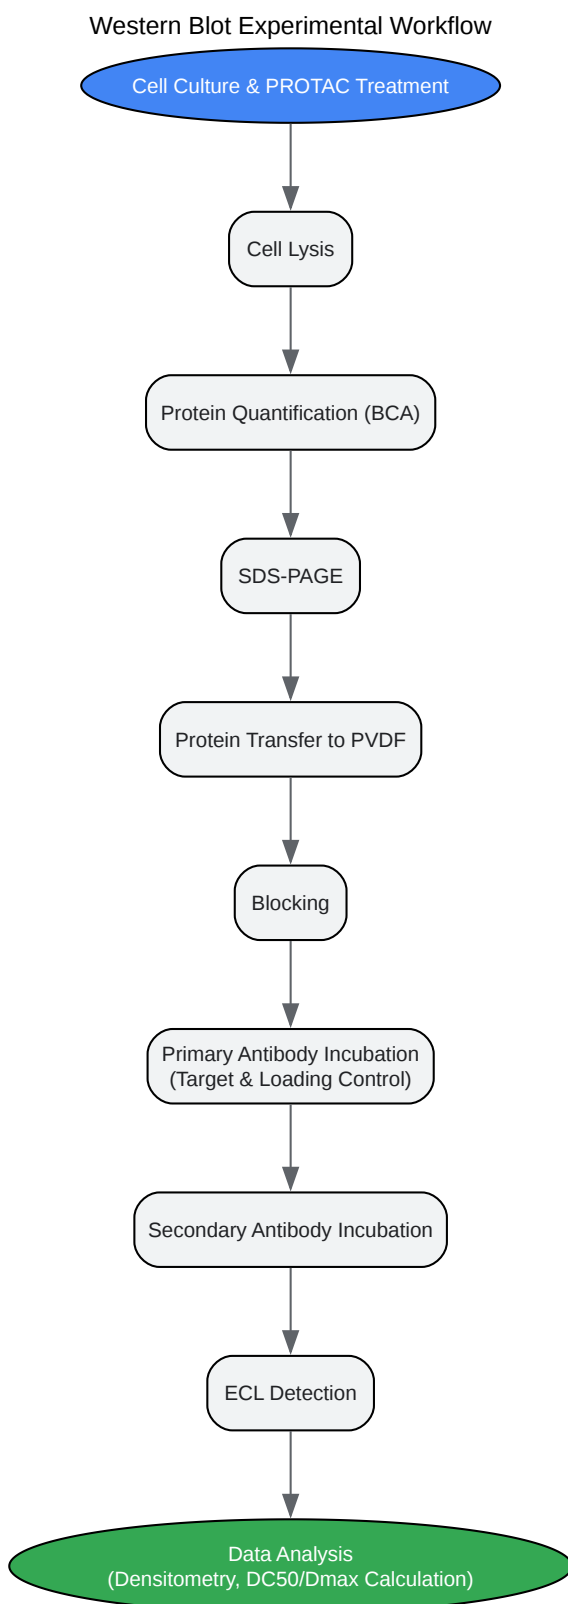 Western Blot Experimental Workflow
Cell Culture & PROTAC Treatment
Cell Lysis
Protein Quantification (BCA)
SDS-PAGE
Protein Transfer to PVDF
Blocking
Primary Antibody Incubation
(Target & Loading Control)
Secondary Antibody Incubation
ECL Detection
Data Analysis
(Densitometry, DC50/Dmax Calculation)